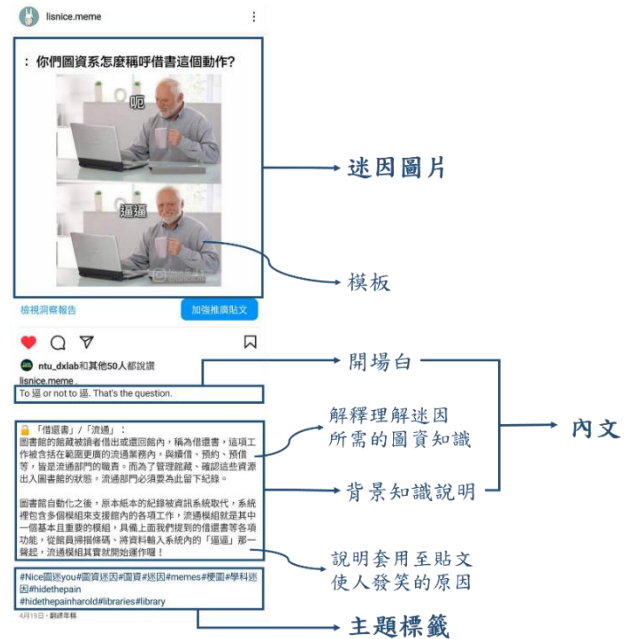 lisnice.meme
：你們圖資系怎麼稱呼借書這個動作?
呃
逼逼
檢視洞察報告
加強推廣貼文
ntu_dxlab和其他50人都說讚
lisnice.meme .
To 逼 or not to 逼. That's the question.
🔒「借還書」/「流通」：
圖書館的館藏被讀者借出或還回館內，稱為借還書，這項工
作被含括在範圍更廣的流通業務內，與續借、預約、預借
等，皆是流通部門的職責。而為了管理館藏、確認這些資源
出入圖書館的狀態，流通部門必須要為此留下紀錄。
圖書館自動化之後，原本紙本的紀錄被資訊系統取代，系統
裡包含多個模組來支援館內的各項工作，流通模組就是其中
一個基本且重要的模組，具備上面我們提到的借還書等各項
功能，從館員掃描條碼、將資料輸入系統內的「逼逼」那一
聲起，流通模組其實就開始運作囉！
#Nice圖迷you#圖資迷因#圖資#迷因#memes#梗圖#學科迷
因#hidethepain
#hidethepainharold#libraries#library
4月19日・翻譯年糕
迷因圖片
模板
開場白
解釋理解迷因
所需的圖資知識
背景知識說明
內文
說明套用至貼文
使人發笑的原因
主題標籤